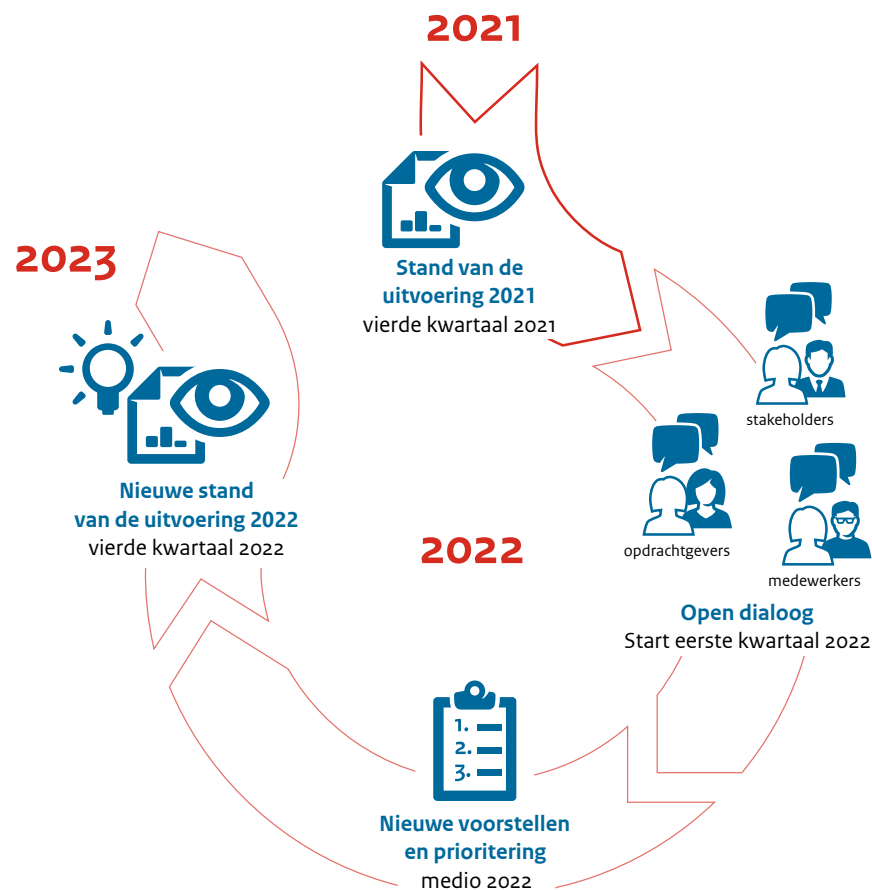 2021
Stand van de
uitvoering 2021
vierde kwartaal 2021
stakeholders
opdrachtgevers
medewerkers
Open dialoog
Start eerste kwartaal 2022
2022
1.
2.
3.
Nieuwe voorstellen
en prioritering
medio 2022
2023
Nieuwe stand
van de uitvoering 2022
vierde kwartaal 2022